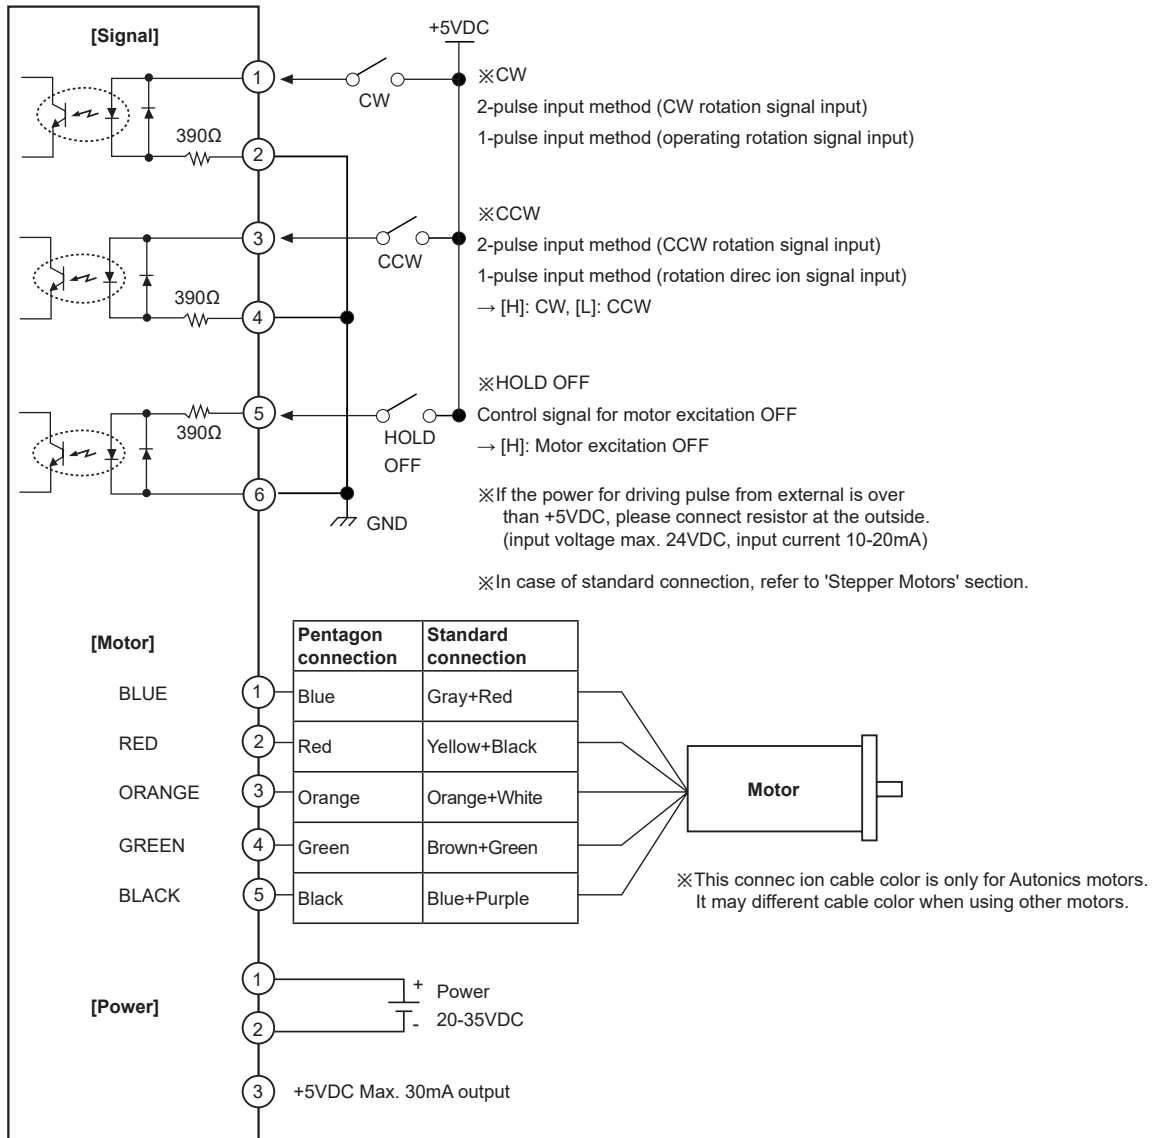 [Signal]
+5VDC
1
CW
※CW
2-pulse input method (CW rotation signal input)
1-pulse input method (operating rotation signal input)
390Ω
2
3
CCW
※CCW
2-pulse input method (CCW rotation signal input)
1-pulse input method (rotation direc ion signal input)
→ [H]: CW, [L]: CCW
390Ω
4
5
390Ω
HOLD
OFF
※HOLD OFF
Control signal for motor excitation OFF
→ [H]: Motor excitation OFF
6
GND
※If the power for driving pulse from external is over
than +5VDC, please connect resistor at the outside.
(input voltage max. 24VDC, input current 10-20mA)
※In case of standard connection, refer to 'Stepper Motors' section.
[Motor]
Pentagon connection
Standard connection
BLUE 1 Blue Gray+Red
RED 2 Red Yellow+Black
ORANGE 3 Orange Orange+White
GREEN 4 Green Brown+Green
BLACK 5 Black Blue+Purple
Motor
※This connec ion cable color is only for Autonics motors.
It may different cable color when using other motors.
[Power]
1
+
Power
20-35VDC
-
2
3 +5VDC Max. 30mA output